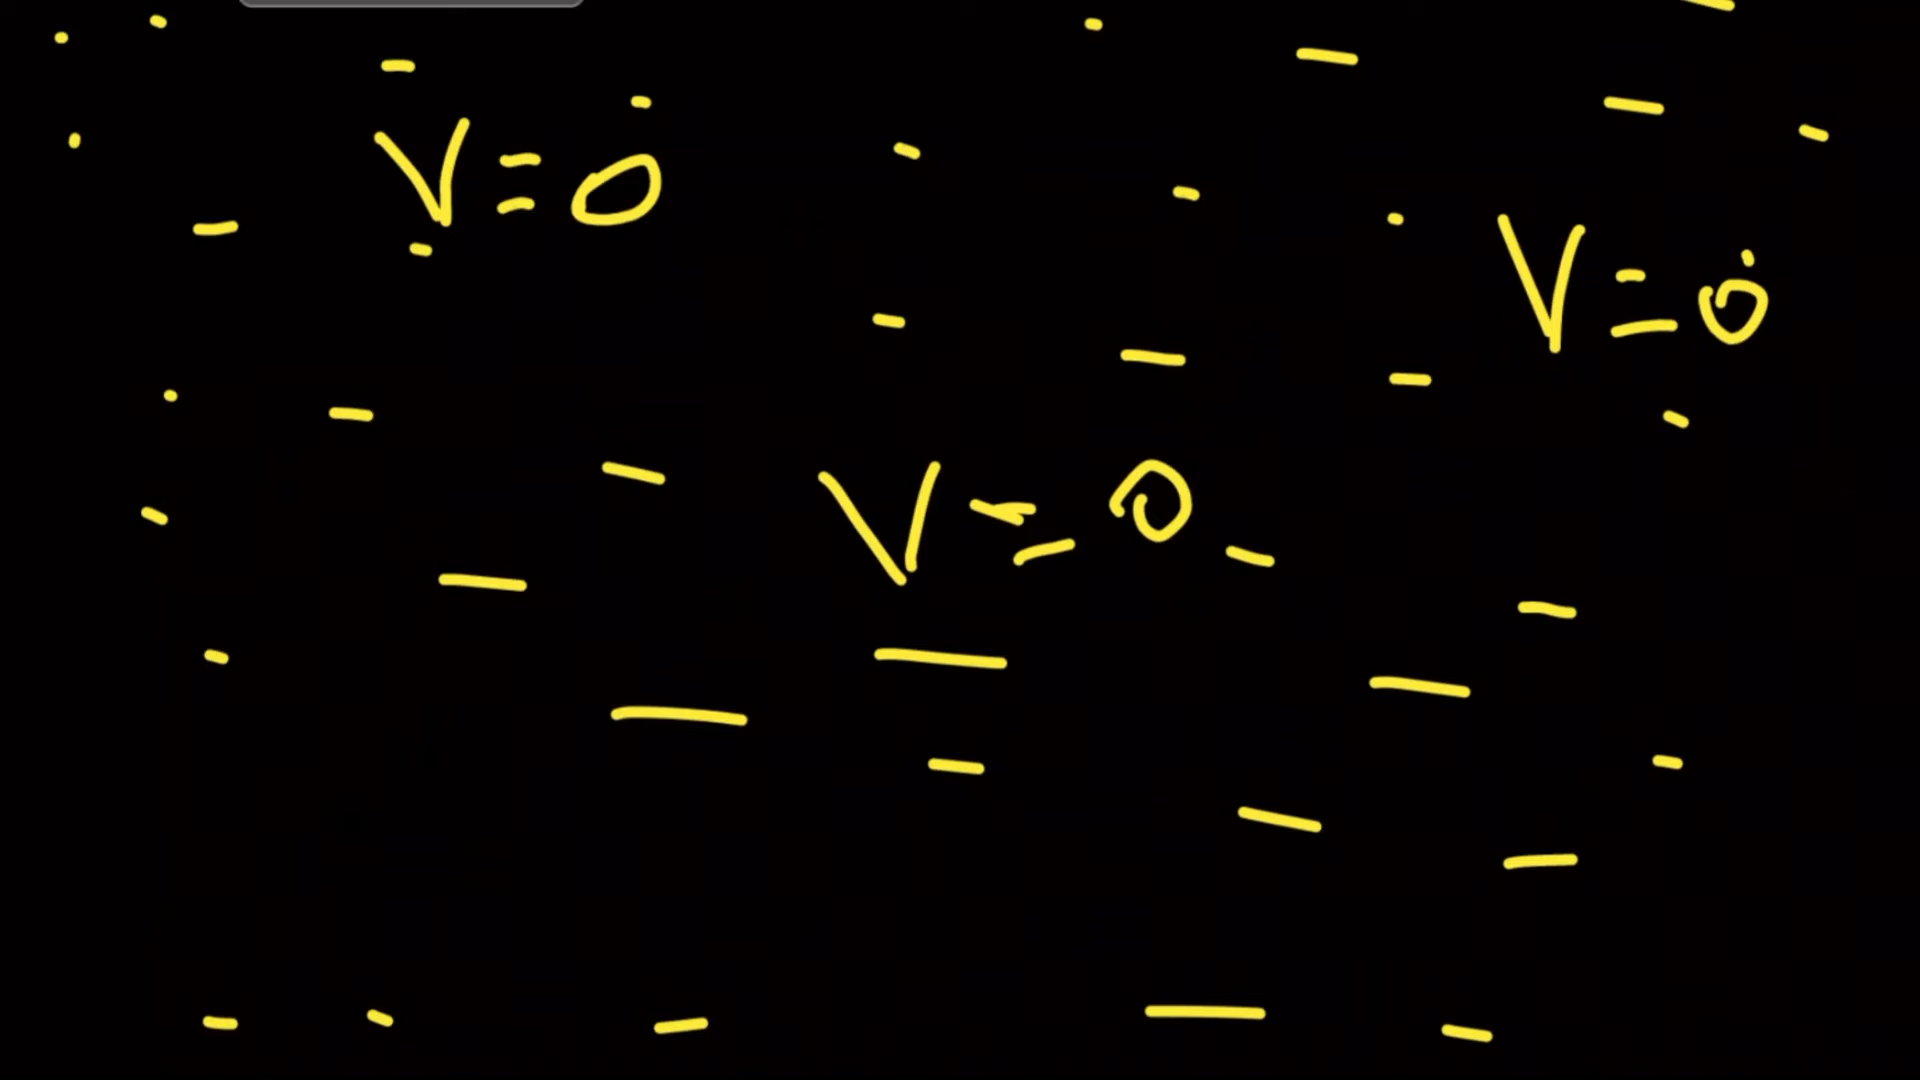 V = 0
V = 0
V = 0